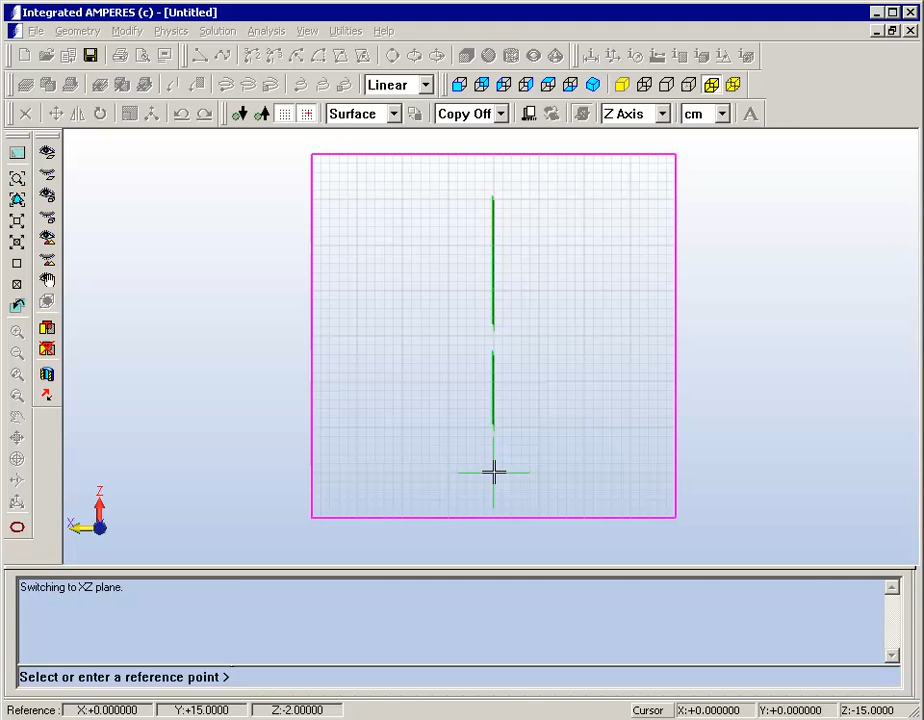 Integrated AMPERES (c) - [Untitled]
File Geometry Modify Physics Solution Analysis View Utilities Help
Linear
Surface Copy Off Z Axis cm
Z
X
Switching to XZ plane.
Select or enter a reference point >
Reference : X:+0.000000 Y:+15.0000 Z:-2.00000 Cursor X:+0.000000 Y:+0.000000 Z:-15.0000